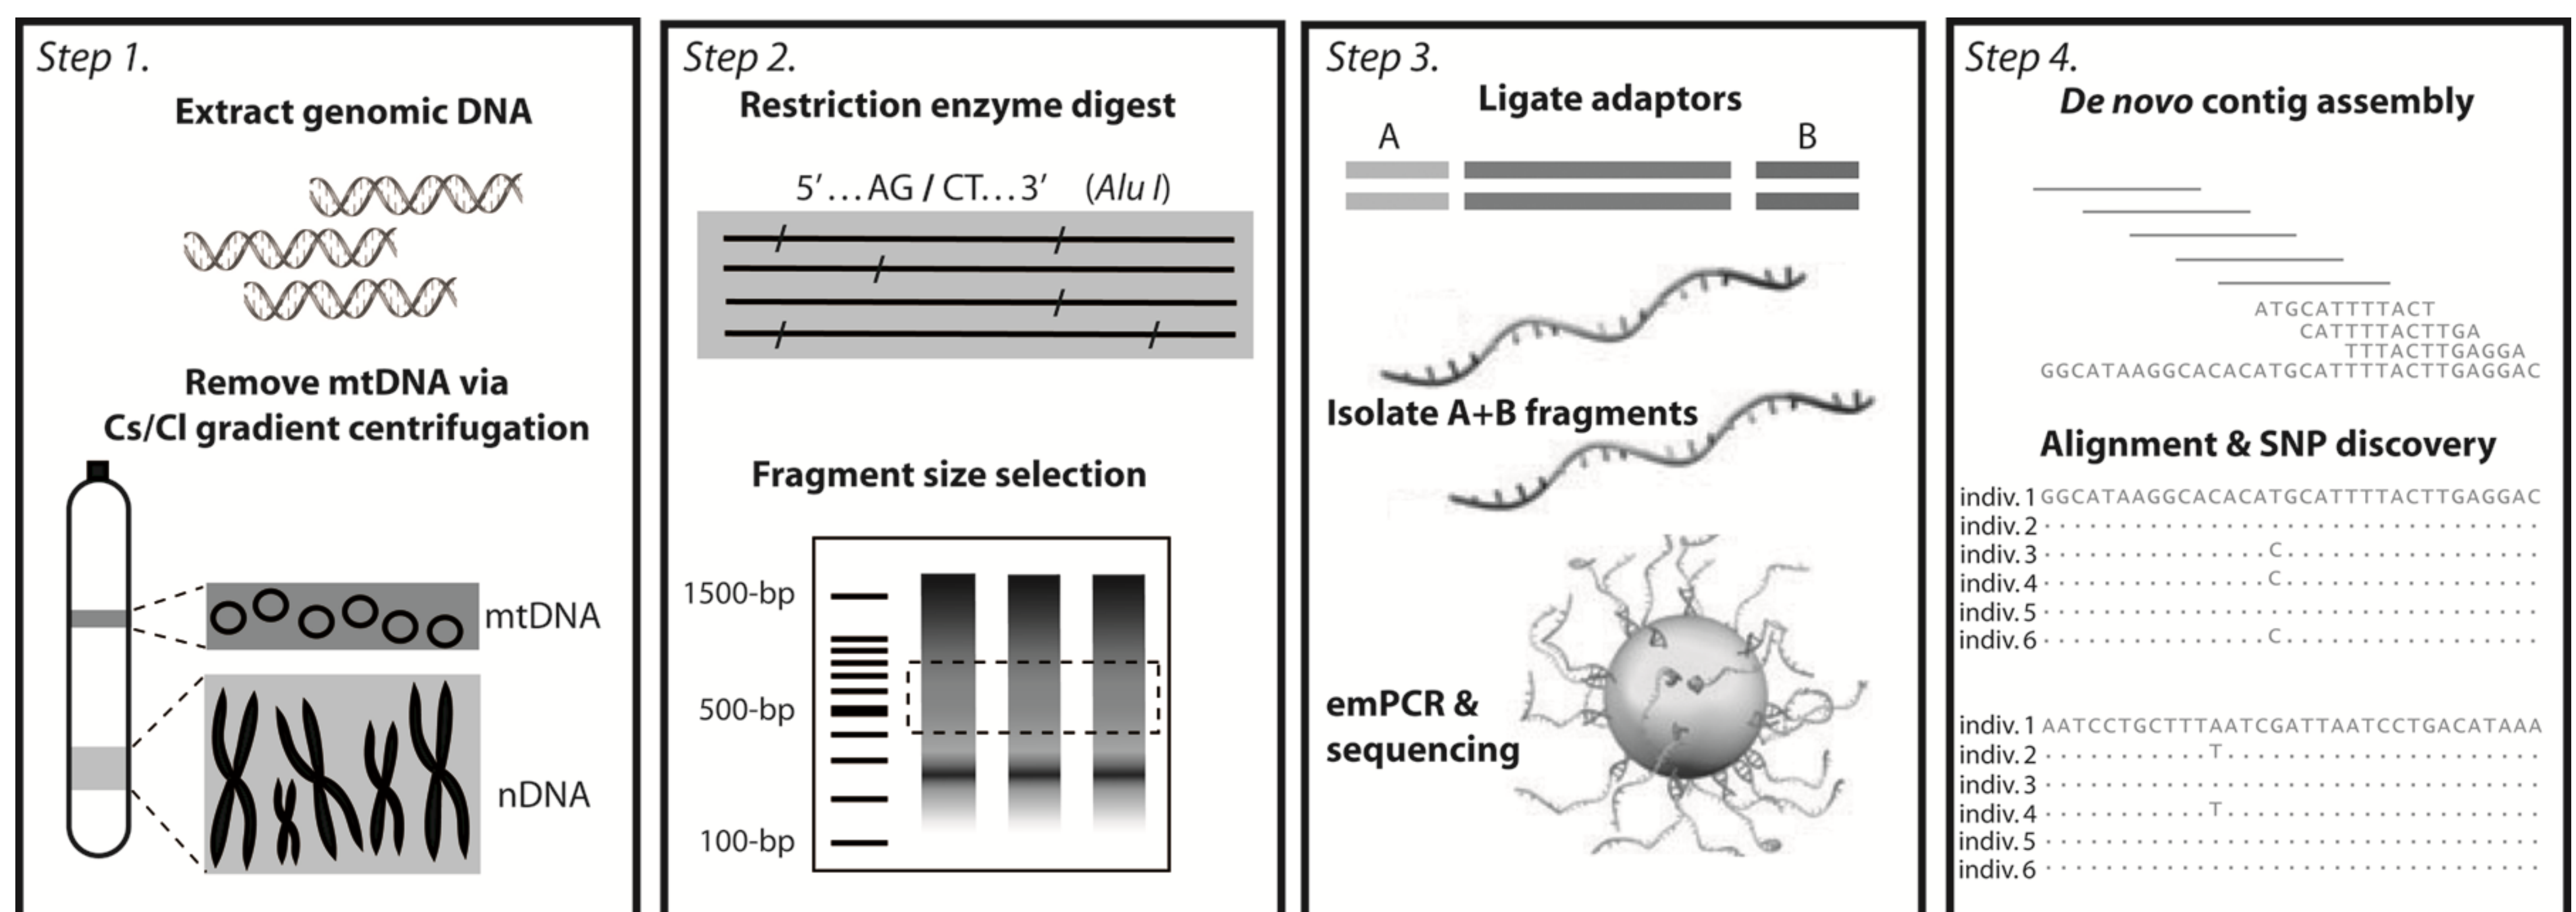 Step 1.
Extract genomic DNA
Remove mtDNA via
Cs/Cl gradient centrifugation
mtDNA
nDNA
Step 2.
Restriction enzyme digest
5′...AG / CT...3′ (Alu I)
Fragment size selection
1500-bp
500-bp
100-bp
Step 3.
Ligate adaptors
A B
Isolate A+B fragments
emPCR &
sequencing
Step 4.
De novo contig assembly
ATGCATTTTACT
CATTTTACTTGA
TTTACTTGAGGA
GGCATAAGGCACACATGCATTTTACTTGAGGAC
Alignment & SNP discovery
indiv. 1 GGCATAAGGCACACATGCATTTTACTTGAGGAC
indiv. 2 . . . . . . . . . . . . . . . . . . . . . . . . . . . . . . . . .
indiv. 3 . . . . . . . . . . . . . . . C . . . . . . . . . . . . . . . . .
indiv. 4 . . . . . . . . . . . . . . . C . . . . . . . . . . . . . . . . .
indiv. 5 . . . . . . . . . . . . . . . . . . . . . . . . . . . . . . . . .
indiv. 6 . . . . . . . . . . . . . . . C . . . . . . . . . . . . . . . . .
indiv. 1 AATCCTGCTTTAATCGATTAATCCTGACATAAA
indiv. 2 . . . . . . . . . . . T . . . . . . . . . . . . . . . . . . . . .
indiv. 3 . . . . . . . . . . . . . . . . . . . . . . . . . . . . . . . . .
indiv. 4 . . . . . . . . . . . T . . . . . . . . . . . . . . . . . . . . .
indiv. 5 . . . . . . . . . . . . . . . . . . . . . . . . . . . . . . . . .
indiv. 6 . . . . . . . . . . . . . . . . . . . . . . . . . . . . . . . . .